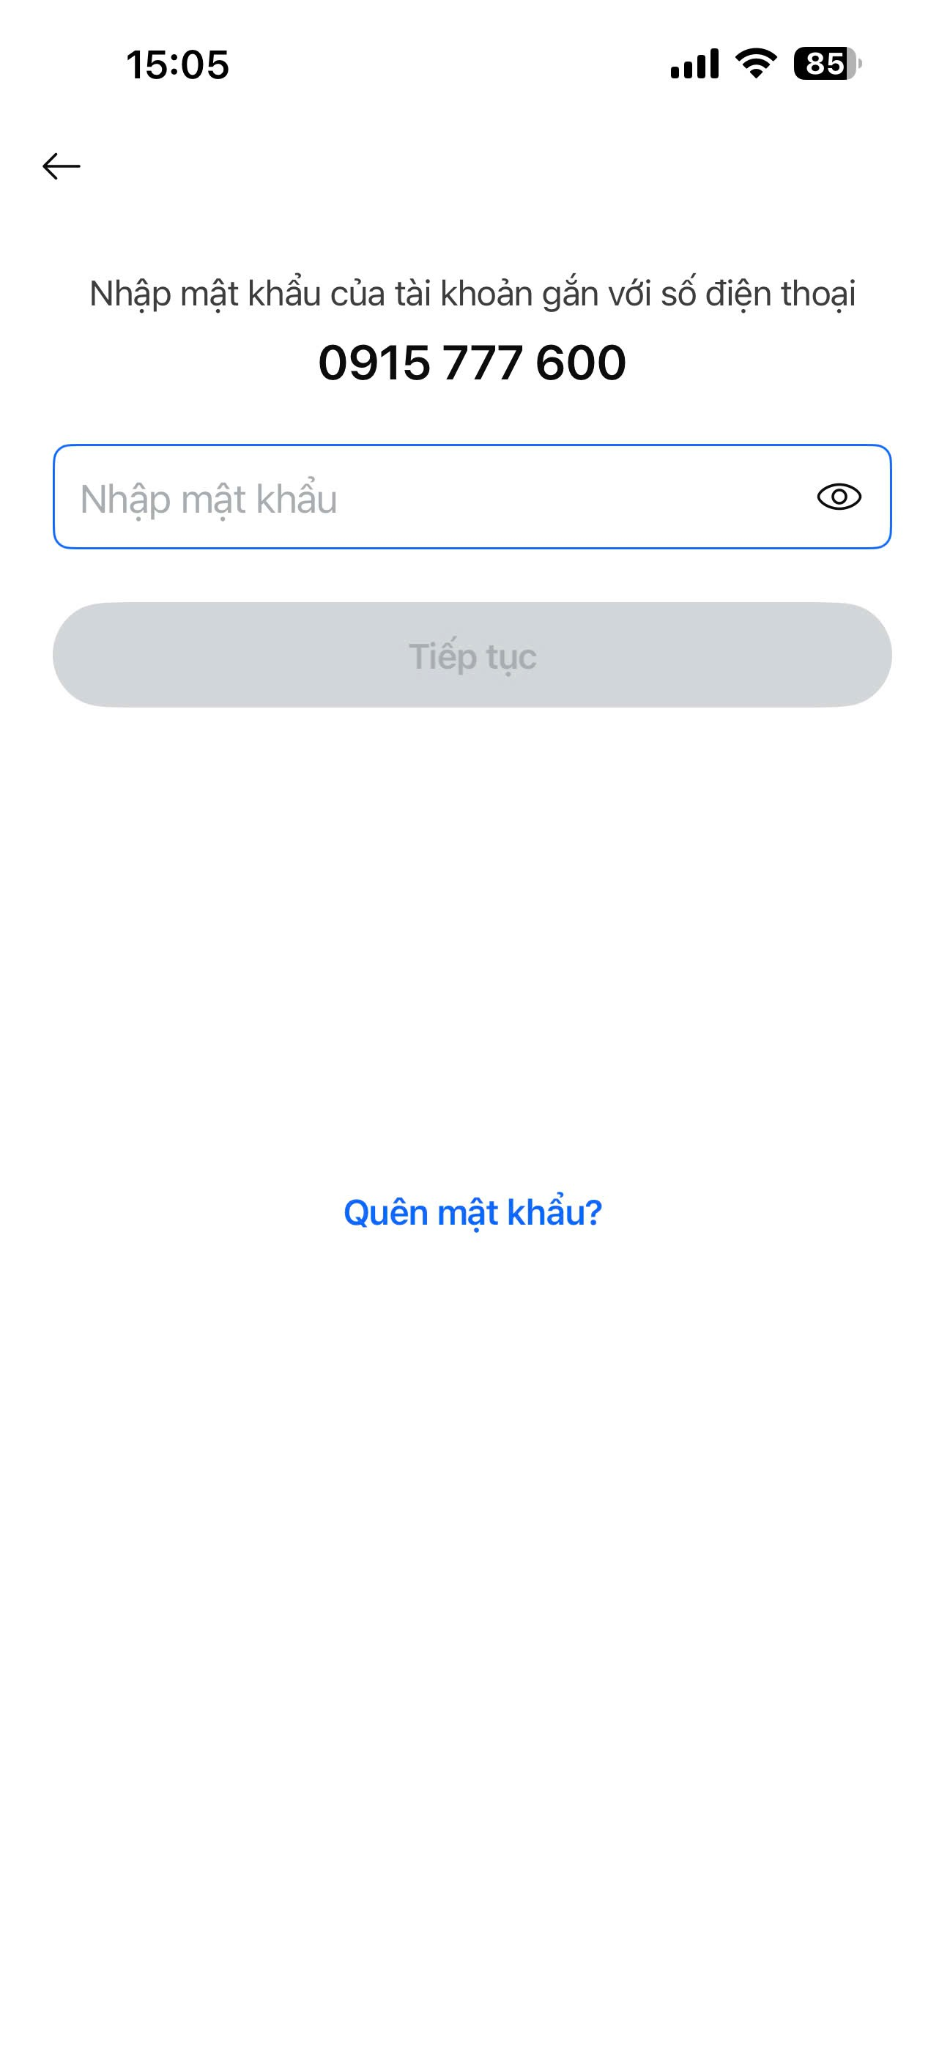 15:05
85
Nhập mật khẩu của tài khoản gắn với số điện thoại
0915 777 600
Nhập mật khẩu
Tiếp tục
Quên mật khẩu?